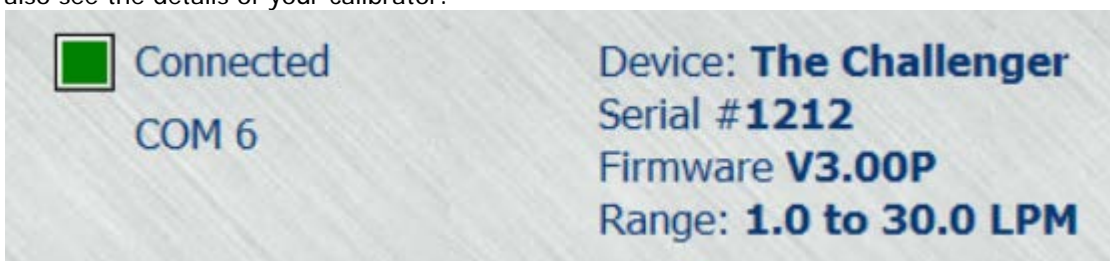 also see the details of your calibrator.
Connected
COM 6
Device: The Challenger
Serial #1212
Firmware V3.00P
Range: 1.0 to 30.0 LPM